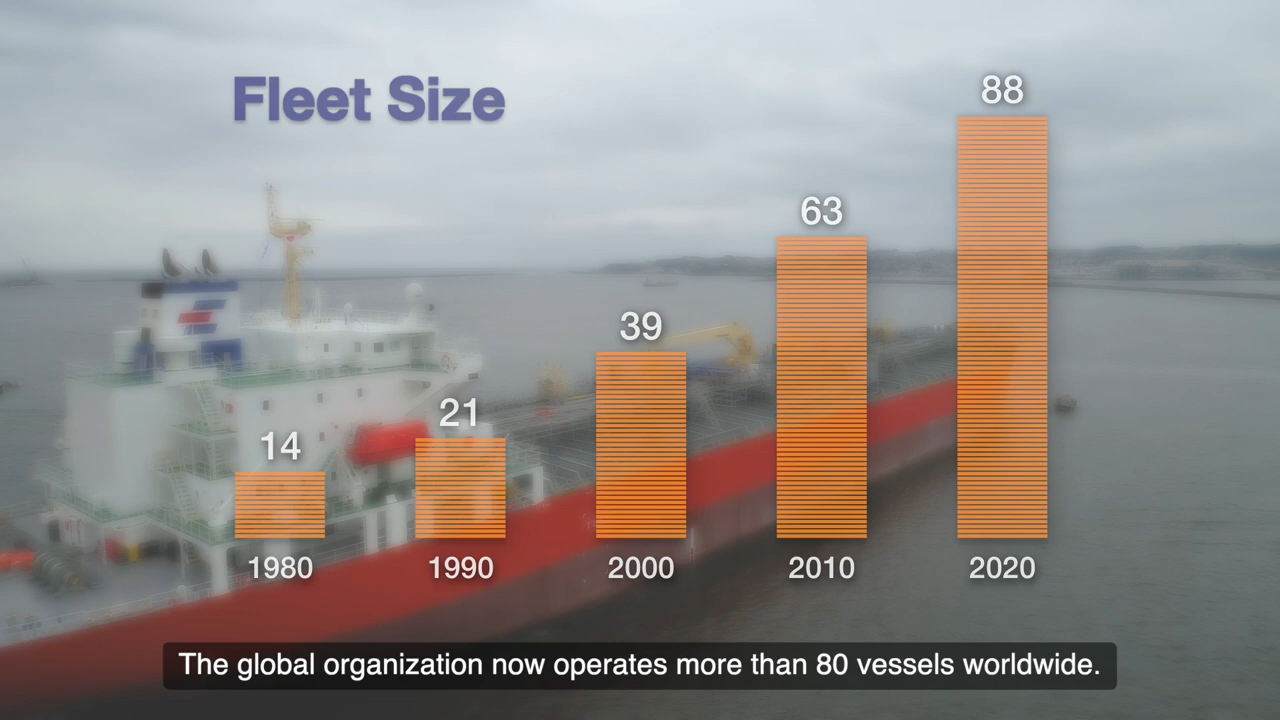 Fleet Size
88
63
39
21
14
1980 1990 2000 2010 2020
The global organization now operates more than 80 vessels worldwide.